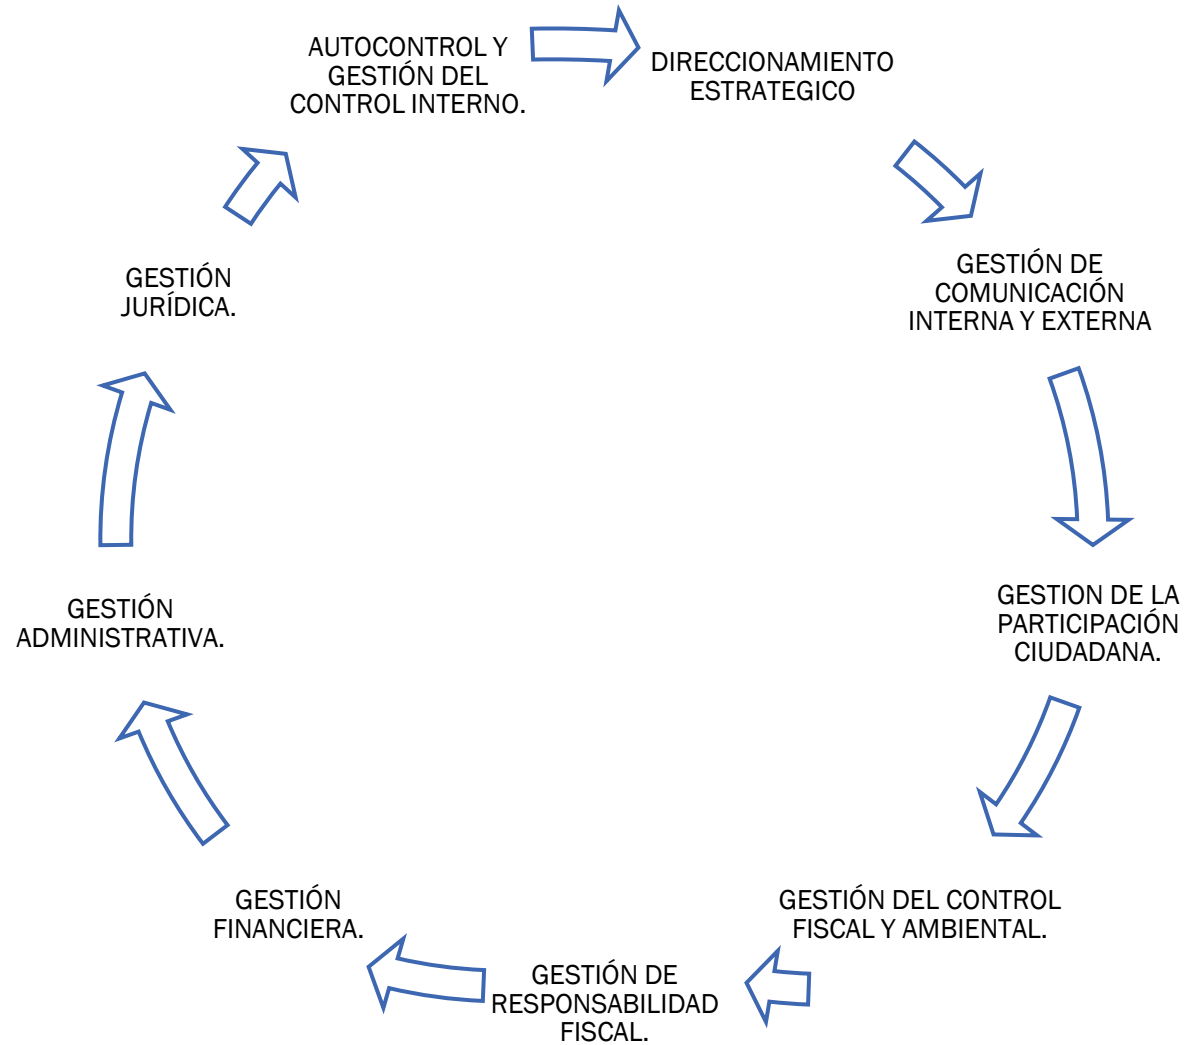 AUTOCONTROL Y
GESTIÓN DEL
CONTROL INTERNO.
DIRECCIONAMIENTO
ESTRATEGICO
GESTIÓN DE
COMUNICACIÓN
INTERNA Y EXTERNA
GESTION DE LA
PARTICIPACIÓN
CIUDADANA.
GESTIÓN DEL CONTROL
FISCAL Y AMBIENTAL.
GESTIÓN DE
RESPONSABILIDAD
FISCAL.
GESTIÓN
FINANCIERA.
GESTIÓN
ADMINISTRATIVA.
GESTIÓN
JURÍDICA.